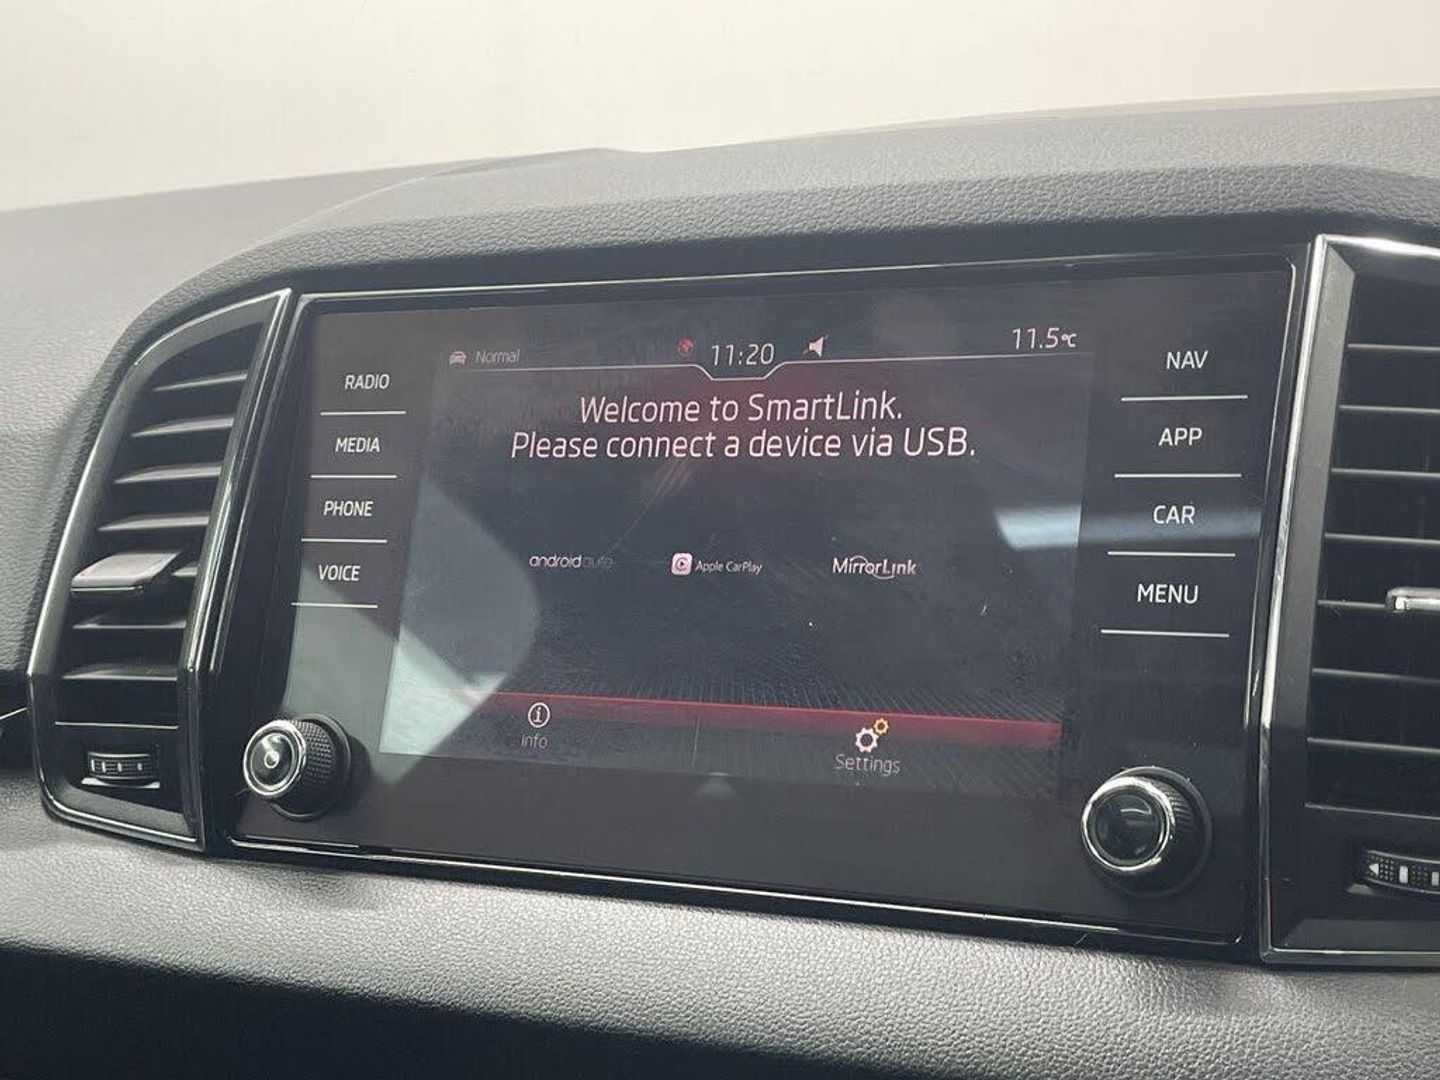 Normal
11:20
11.5°C
RADIO
MEDIA
PHONE
VOICE
Welcome to SmartLink.
Please connect a device via USB.
androidauto
Apple CarPlay
MirrorLink
info
Settings
NAV
APP
CAR
MENU